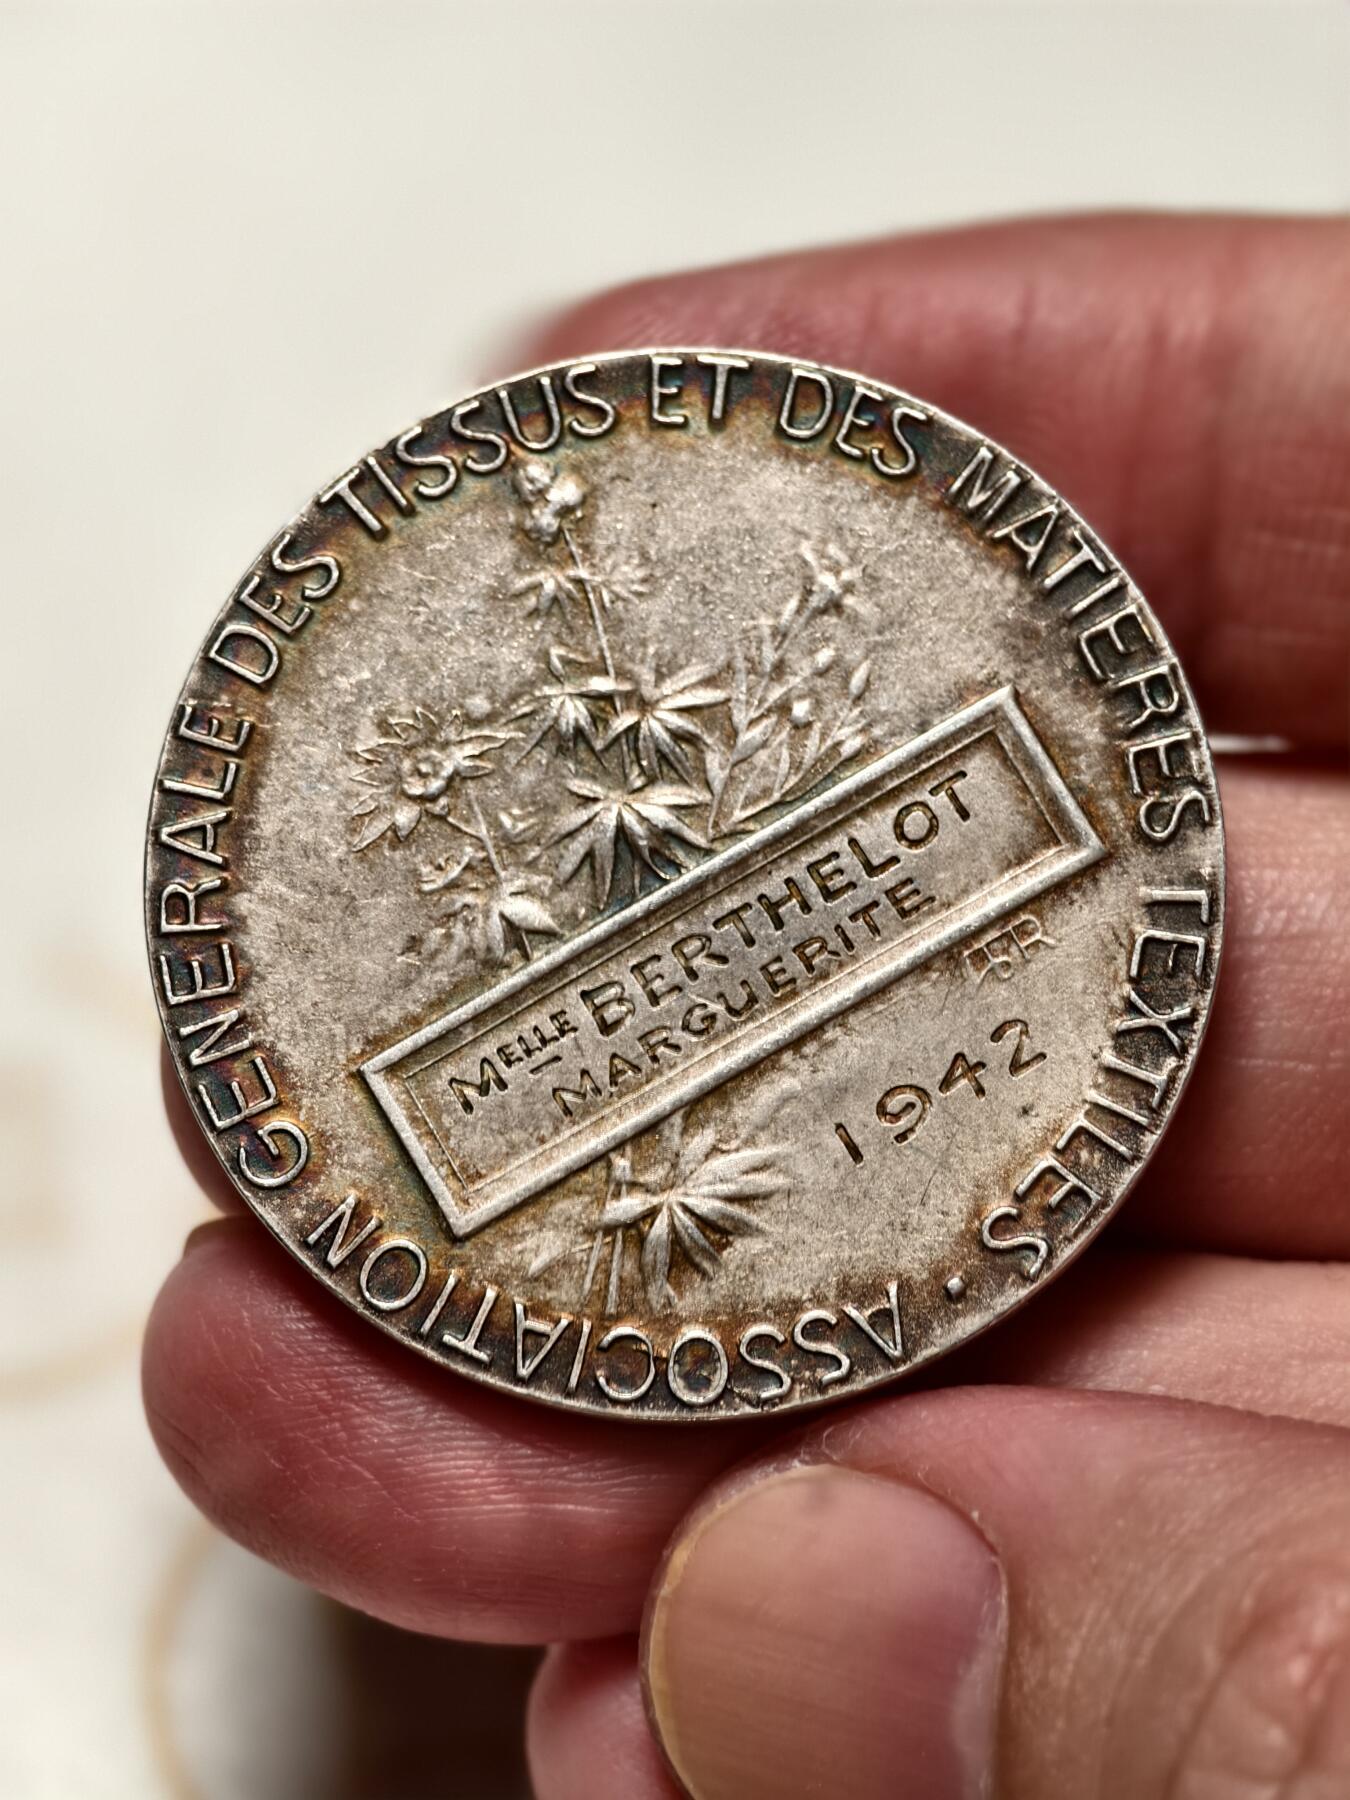 ASSOCIATION GENERALE DES TISSUS ET DES MATIERES TEXTILES .
MELLE BERTHELOT
MARGUERITE
1942